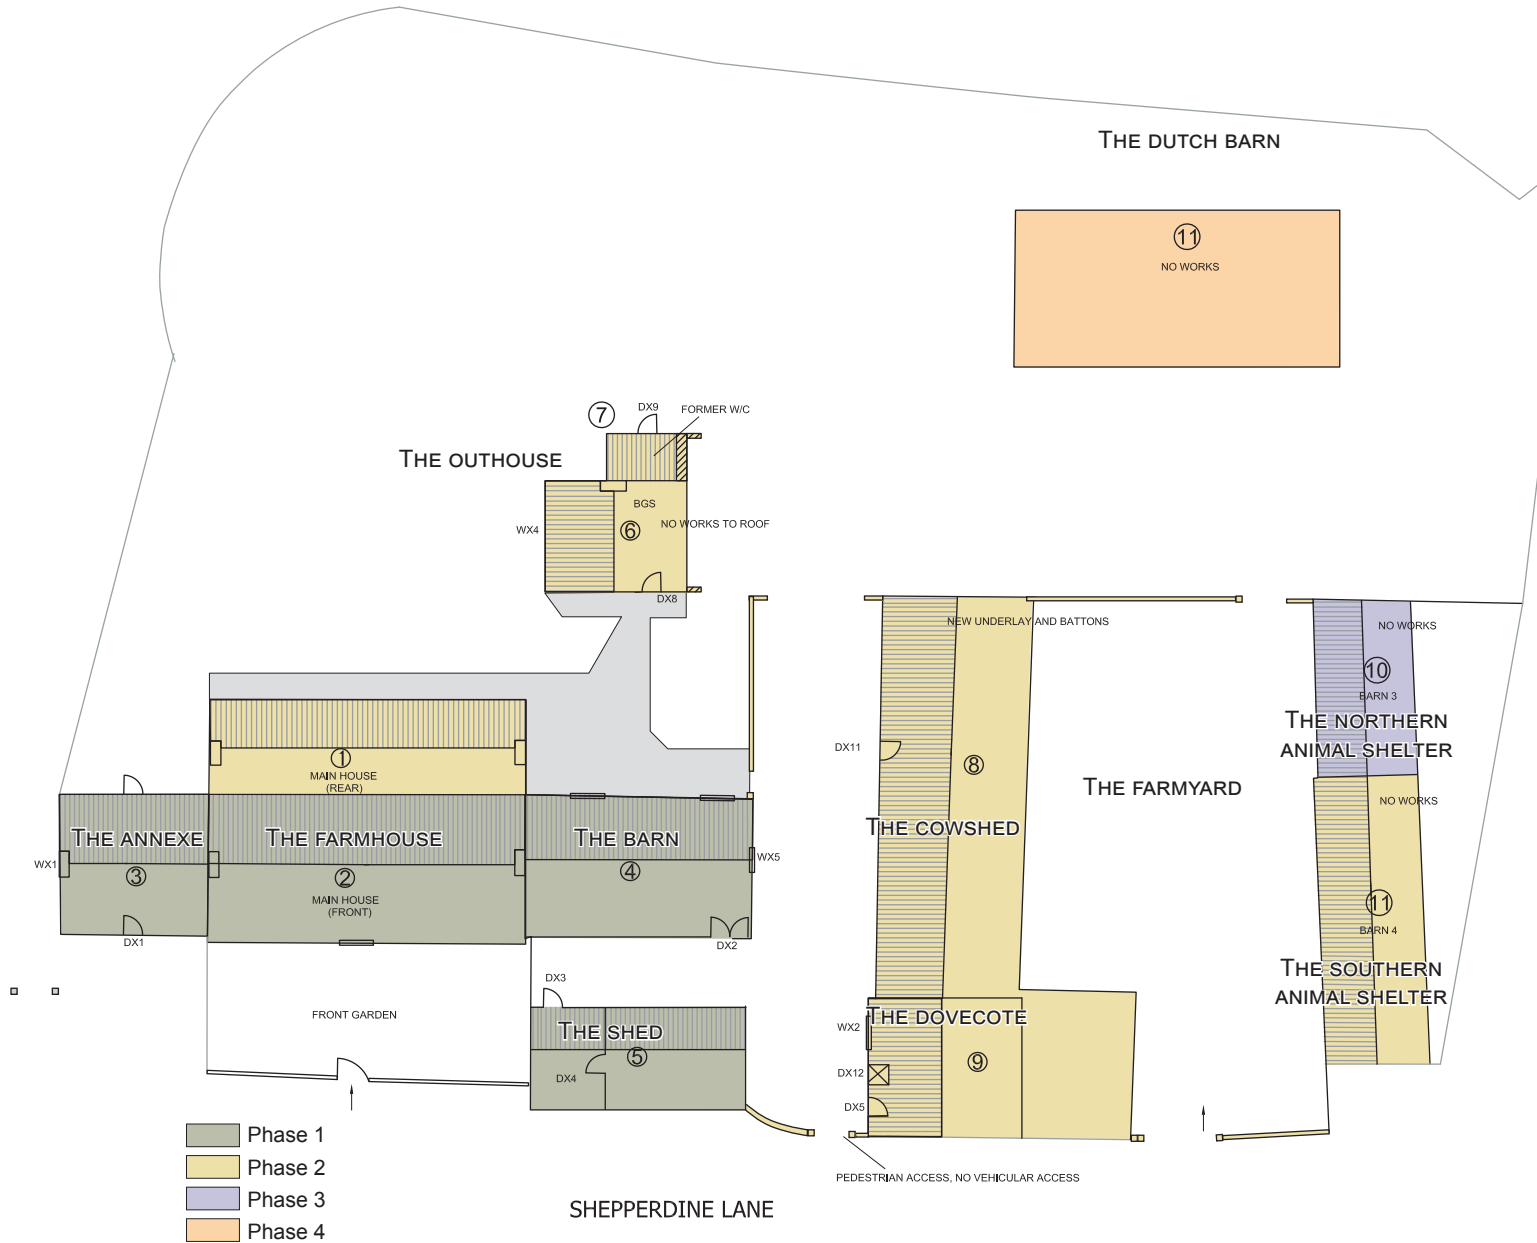 THE DUTCH BARN
11
NO WORKS
7
DX9
FORMER W/C
THE OUTHOUSE
BGS
WX4
6
NO WORKS TO ROOF
DX8
NEW UNDERLAY AND BATTONS
NO WORKS
10
BARN 3
THE NORTHERN
ANIMAL SHELTER
DX11
8
1
MAIN HOUSE
(REAR)
THE FARMYARD
NO WORKS
THE ANNEXE
THE FARMHOUSE
THE BARN
THE COWSHED
WX1
WX5
3
2
4
MAIN HOUSE
(FRONT)
11
BARN 4
DX1
DX2
THE SOUTHERN
ANIMAL SHELTER
DX3
FRONT GARDEN
THE SHED
THE DOVECOTE
WX2
5
9
DX4
DX12
DX5
Phase 1
Phase 2
Phase 3
Phase 4
PEDESTRIAN ACCESS, NO VEHICULAR ACCESS
SHEPPERDINE LANE